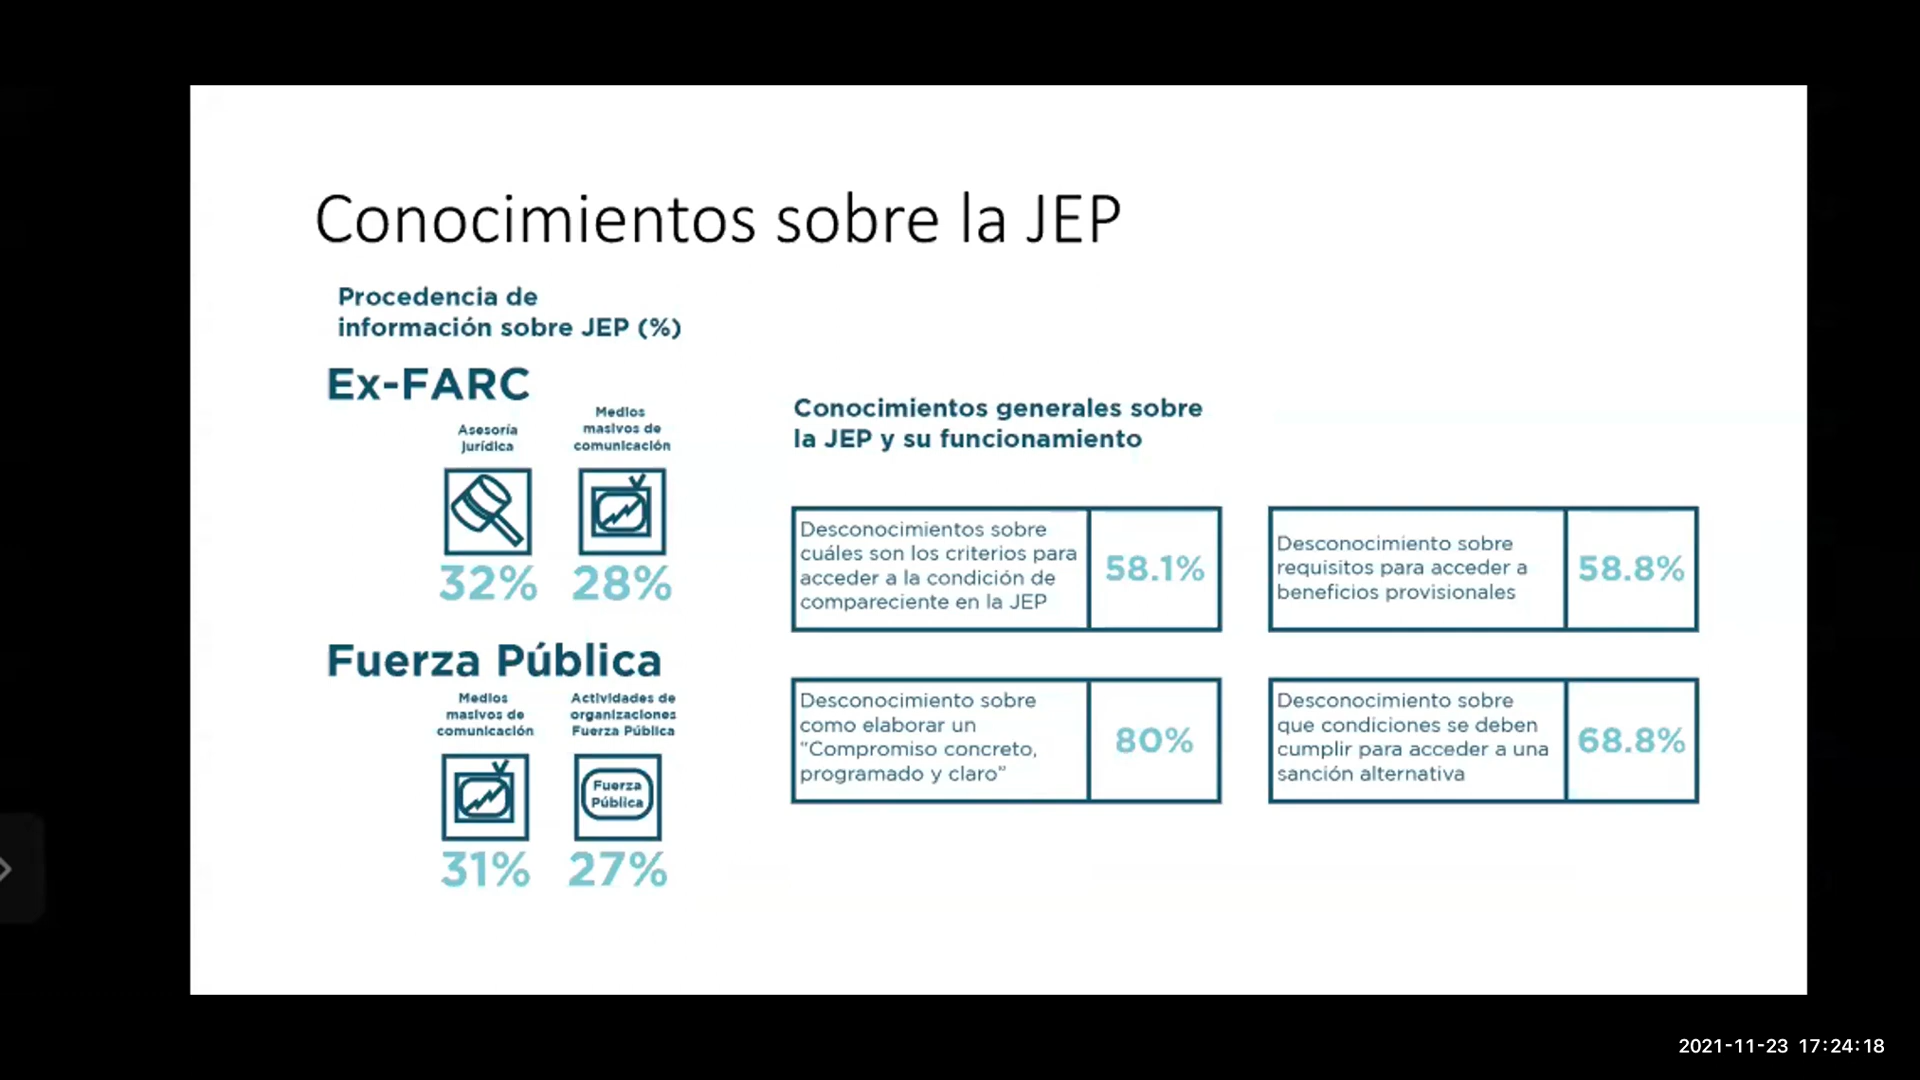 Conocimientos sobre la JEP
Procedencia de
información sobre JEP (%)
Ex-FARC
Asesoría
jurídica
Medios
masivos de
comunicación
32%
28%
Fuerza Pública
Medios
masivos de
comunicación
Actividades de
organizaciones
Fuerza Pública
Fuerza
Pública
31%
27%
Conocimientos generales sobre
la JEP y su funcionamiento
Desconocimientos sobre
cuáles son los criterios para
acceder a la condición de
compareciente en la JEP
58.1%
Desconocimiento sobre
requisitos para acceder a
beneficios provisionales
58.8%
Desconocimiento sobre
como elaborar un
“Compromiso concreto,
programado y claro”
80%
Desconocimiento sobre
que condiciones se deben
cumplir para acceder a una
sanción alternativa
68.8%
2021-11-23 17:24:18